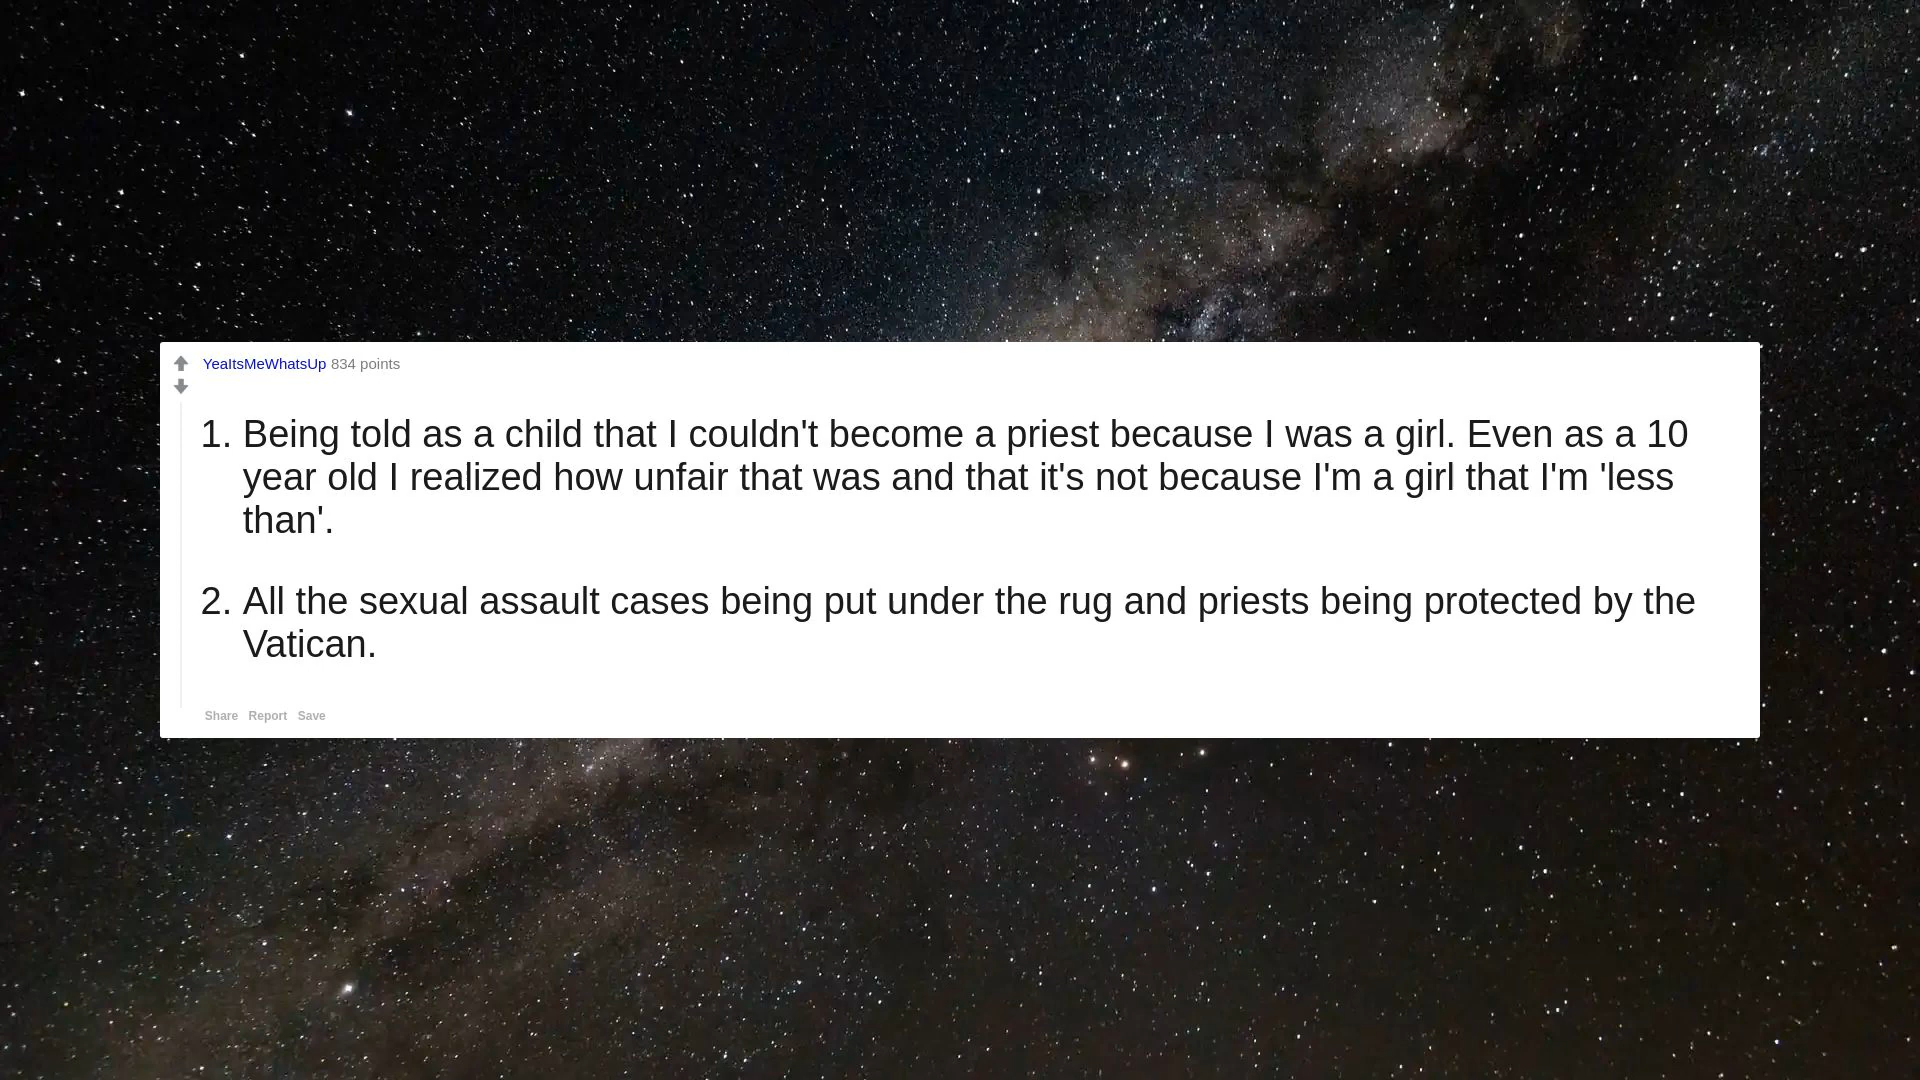 YeaItsMeWhatsUp 834 points
1. Being told as a child that I couldn't become a priest because I was a girl. Even as a 10
year old I realized how unfair that was and that it's not because I'm a girl that I'm 'less
than'.
2. All the sexual assault cases being put under the rug and priests being protected by the
Vatican.
Share Report Save